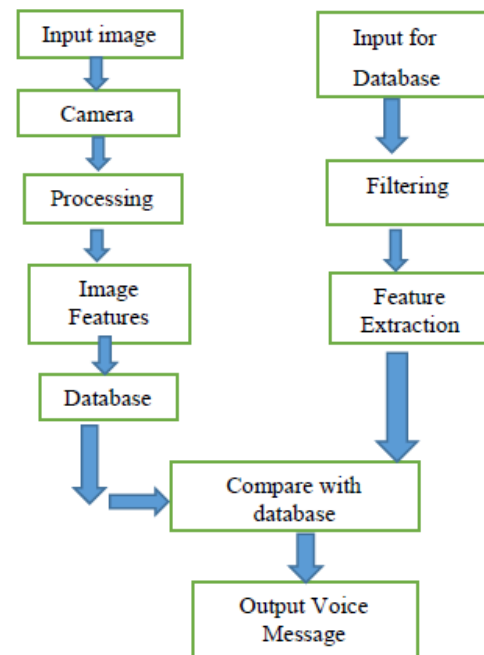 Input image
Camera
Processing
Image
Features
Database
Input for
Database
Filtering
Feature
Extraction
Compare with
database
Output Voice
Message